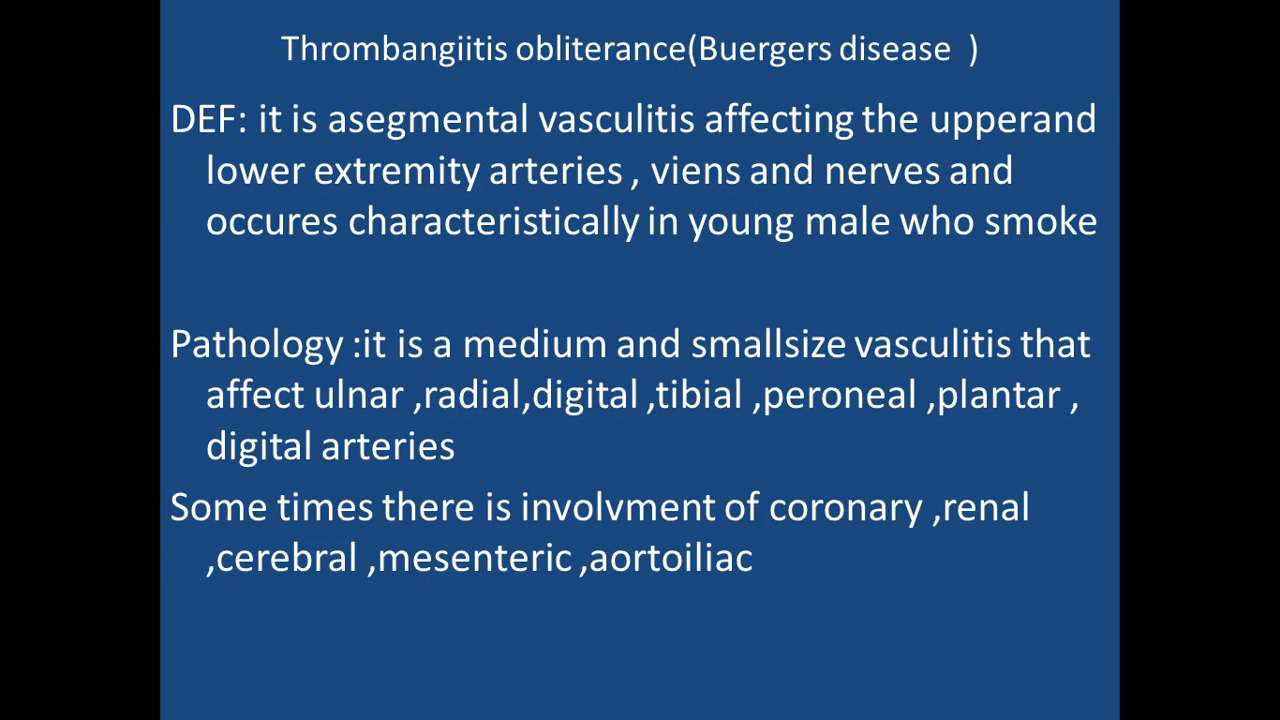 Thrombangiitis obliterance(Buergers disease  )
DEF: it is asegmental vasculitis affecting the upperand
lower extremity arteries , viens and nerves and
occures characteristically in young male who smoke
Pathology :it is a medium and smallsize vasculitis that
affect ulnar ,radial,digital ,tibial ,peroneal ,plantar ,
digital arteries
Some times there is involvment of coronary ,renal
,cerebral ,mesenteric ,aortoiliac